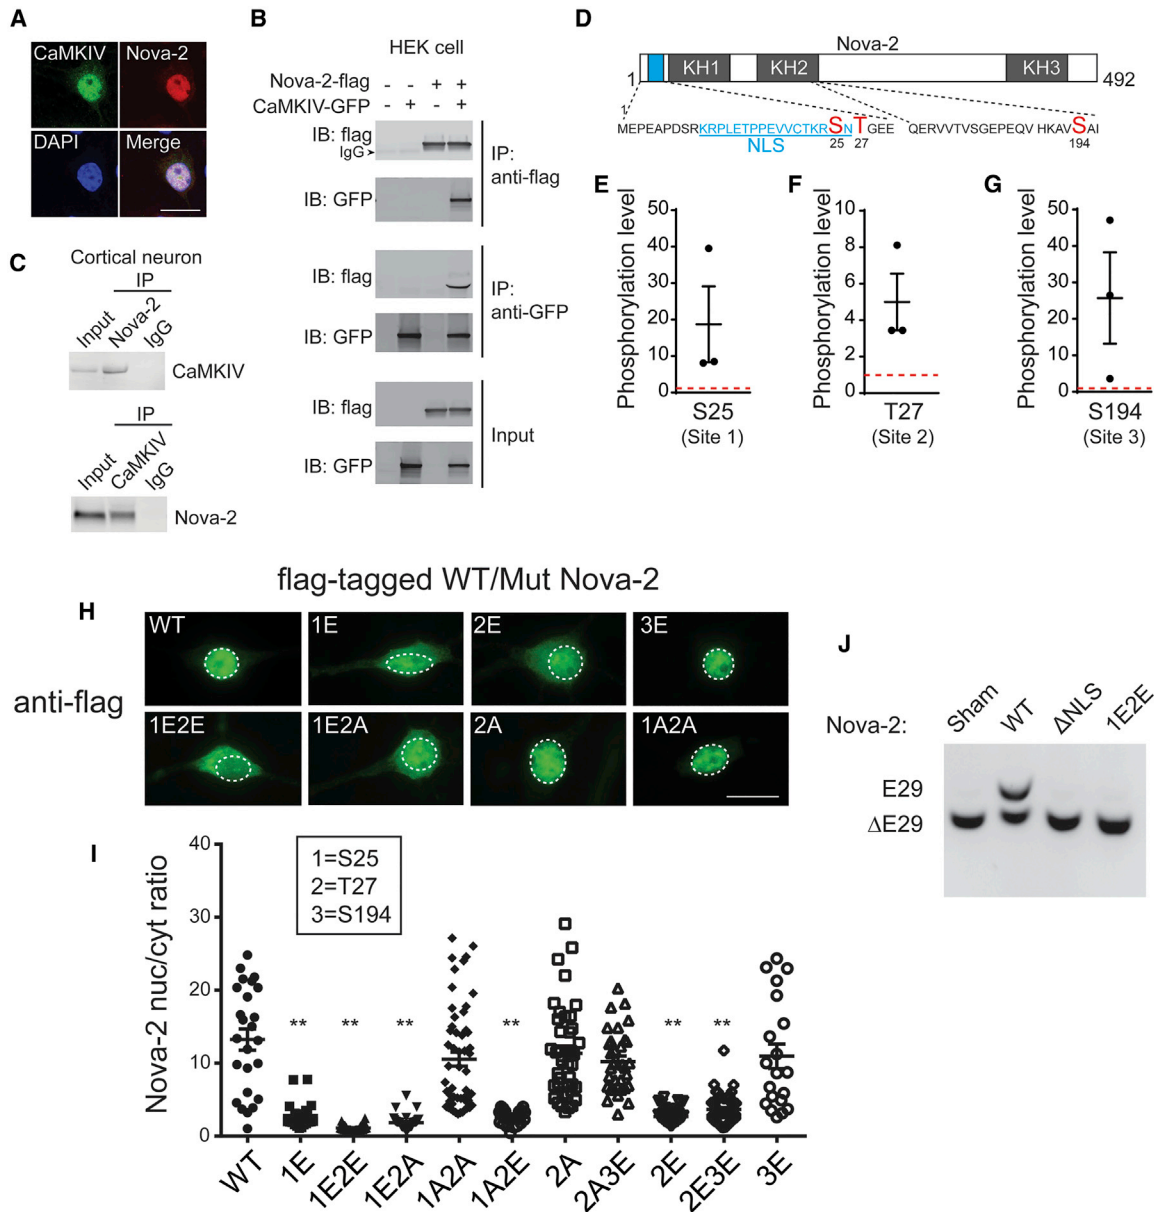 A
CaMKIV
Nova-2
DAPI
Merge
B
HEK cell
Nova-2-flag - - + +
CaMKIV-GFP - + - +
IB: flag
IgG
IB: GFP
IP:
anti-flag
IB: flag
IB: GFP
IP:
anti-GFP
IB: flag
IB: GFP
Input
C
Cortical neuron
IP
Input
Nova-2
IgG
CaMKIV
IP
Input
CaMKIV
IgG
Nova-2
D
Nova-2
1
KH1
KH2
KH3
492
1
MEPEAPDSRKRPLETPPEVVCTKRSNTGEE
QERVVTVSGEPEQV HKAVSAI
NLS
25
27
194
E
Phosphorylation level
50
40
30
20
10
0
S25
(Site 1)
F
Phosphorylation level
10
8
6
4
2
0
T27
(Site 2)
G
Phosphorylation level
50
40
30
20
10
0
S194
(Site 3)
flag-tagged WT/Mut Nova-2
H
anti-flag
WT
1E
2E
3E
1E2E
1E2A
2A
1A2A
I
Nova-2 nuc/cyt ratio
40
30
20
10
0
1=S25
2=T27
3=S194
** ** ** ** ** **
WT
1E
1E2E
1E2A
1A2A
1A2E
2A
2A3E
2E
2E3E
3E
J
Nova-2:
Sham
WT
ΔNLS
1E2E
E29
ΔE29